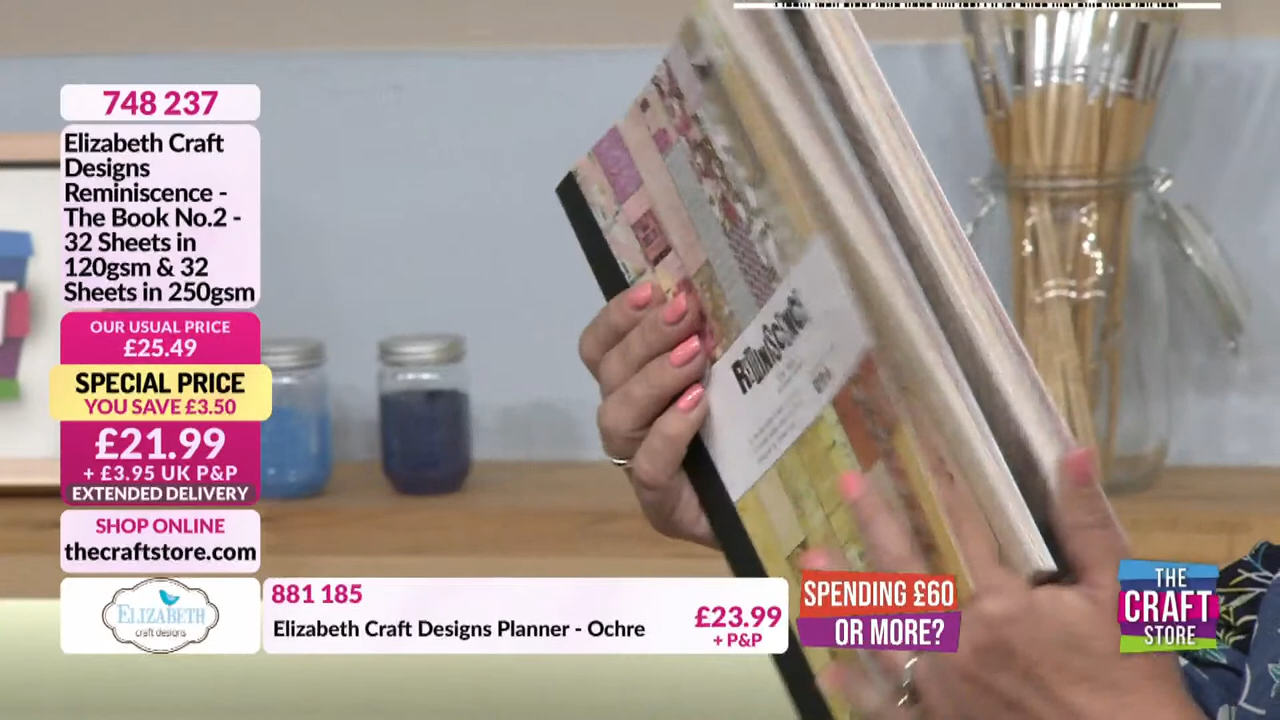 748 237
Elizabeth Craft
Designs
Reminiscence -
The Book No.2 -
32 Sheets in
120gsm & 32
Sheets in 250gsm
OUR USUAL PRICE
£25.49
SPECIAL PRICE
YOU SAVE £3.50
£21.99
+ £3.95 UK P&P
EXTENDED DELIVERY
SHOP ONLINE
thecraftstore.com
ELIZABETH
craft designs
881 185
Elizabeth Craft Designs Planner - Ochre
£23.99
+ P&P
SPENDING £60
OR MORE?
THE
CRAFT
STORE